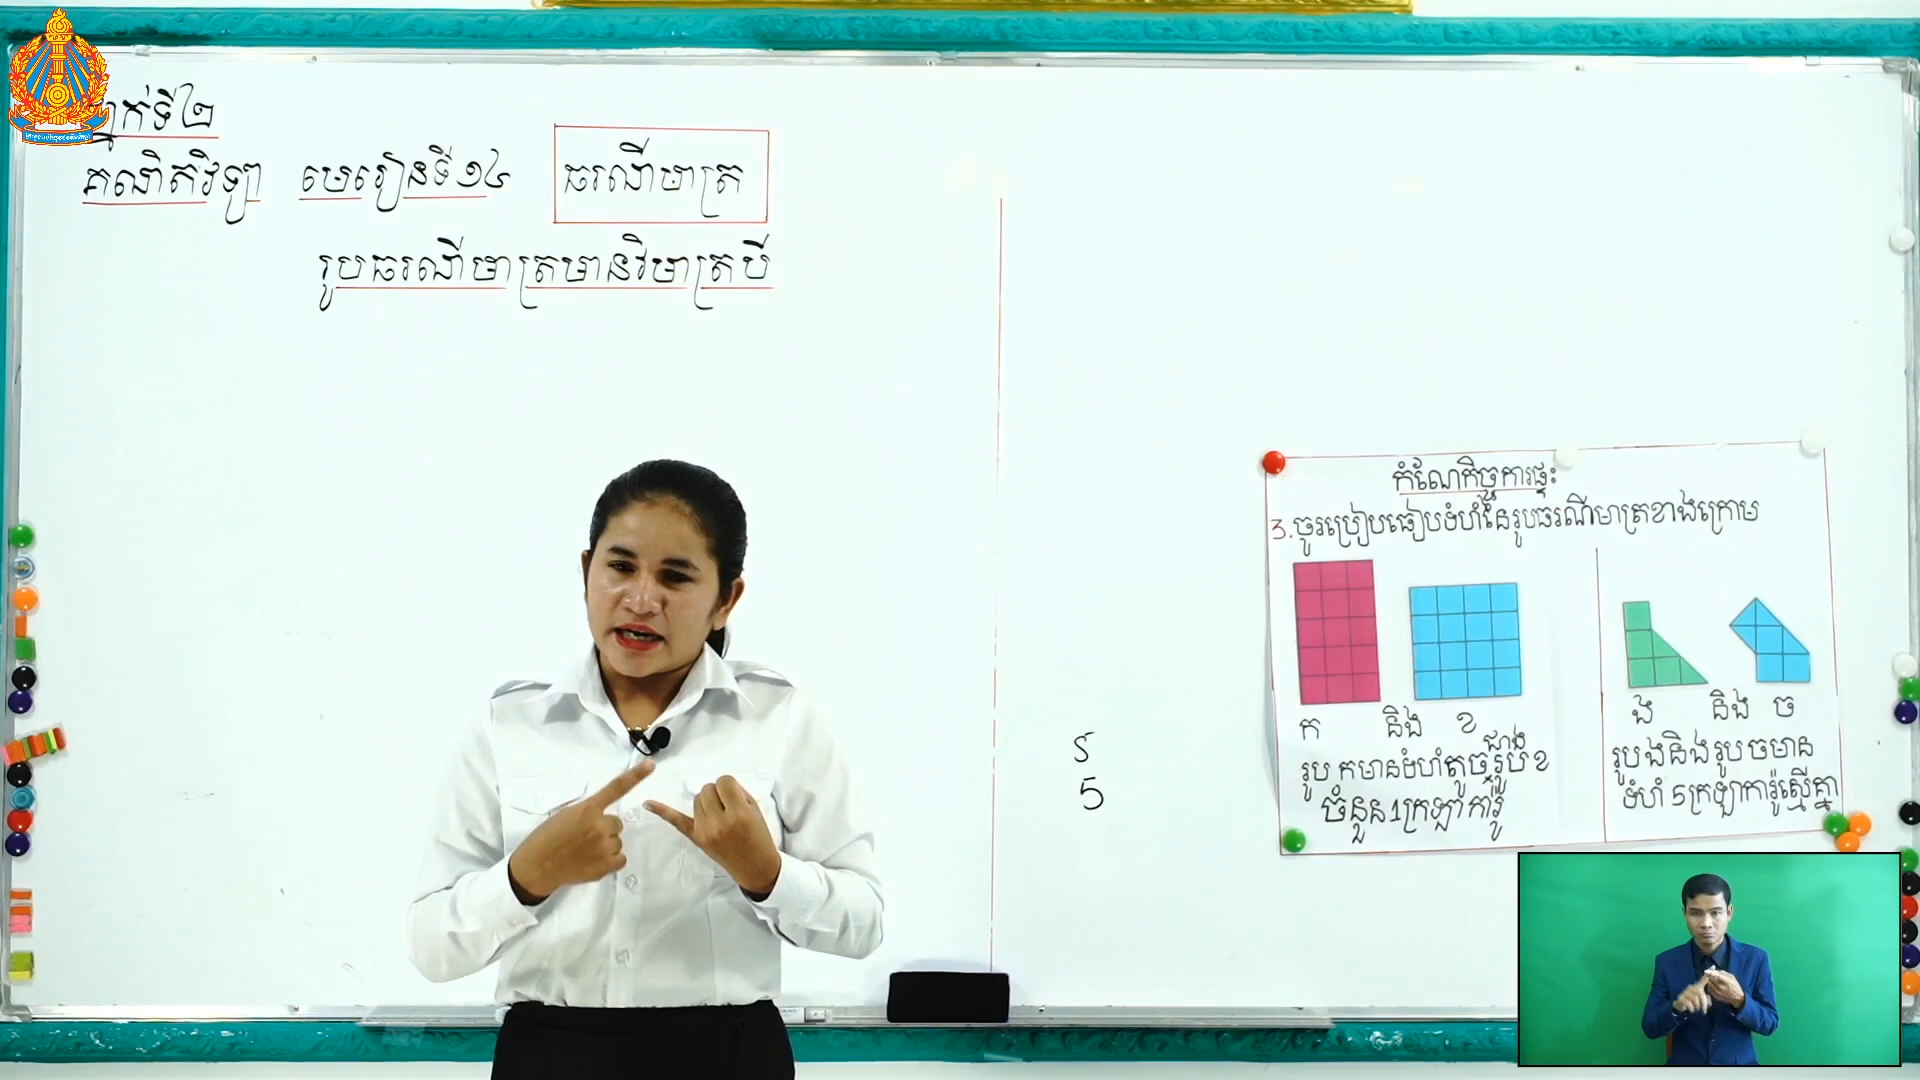 ថ្នាក់ទី២
គណិតវិទ្យា មេរៀនទី១៤ ធរណីមាត្រ
រូបធរណីមាត្រមានវិមាត្របី
កំណែកិច្ចការផ្ទះ
3.ចូរប្រៀបធៀបទំហំនៃរូបធរណីមាត្រខាងក្រោម
ក និង ខ
រូប កមានទំហំតូចជាងរូប ខ
ចំនួន1ក្រឡាការ៉ូ
ង និង ច
រូប ង និង រូប ច មាន
ទំហំ 5ក្រឡាការ៉ូស្មើគ្នា
5
5